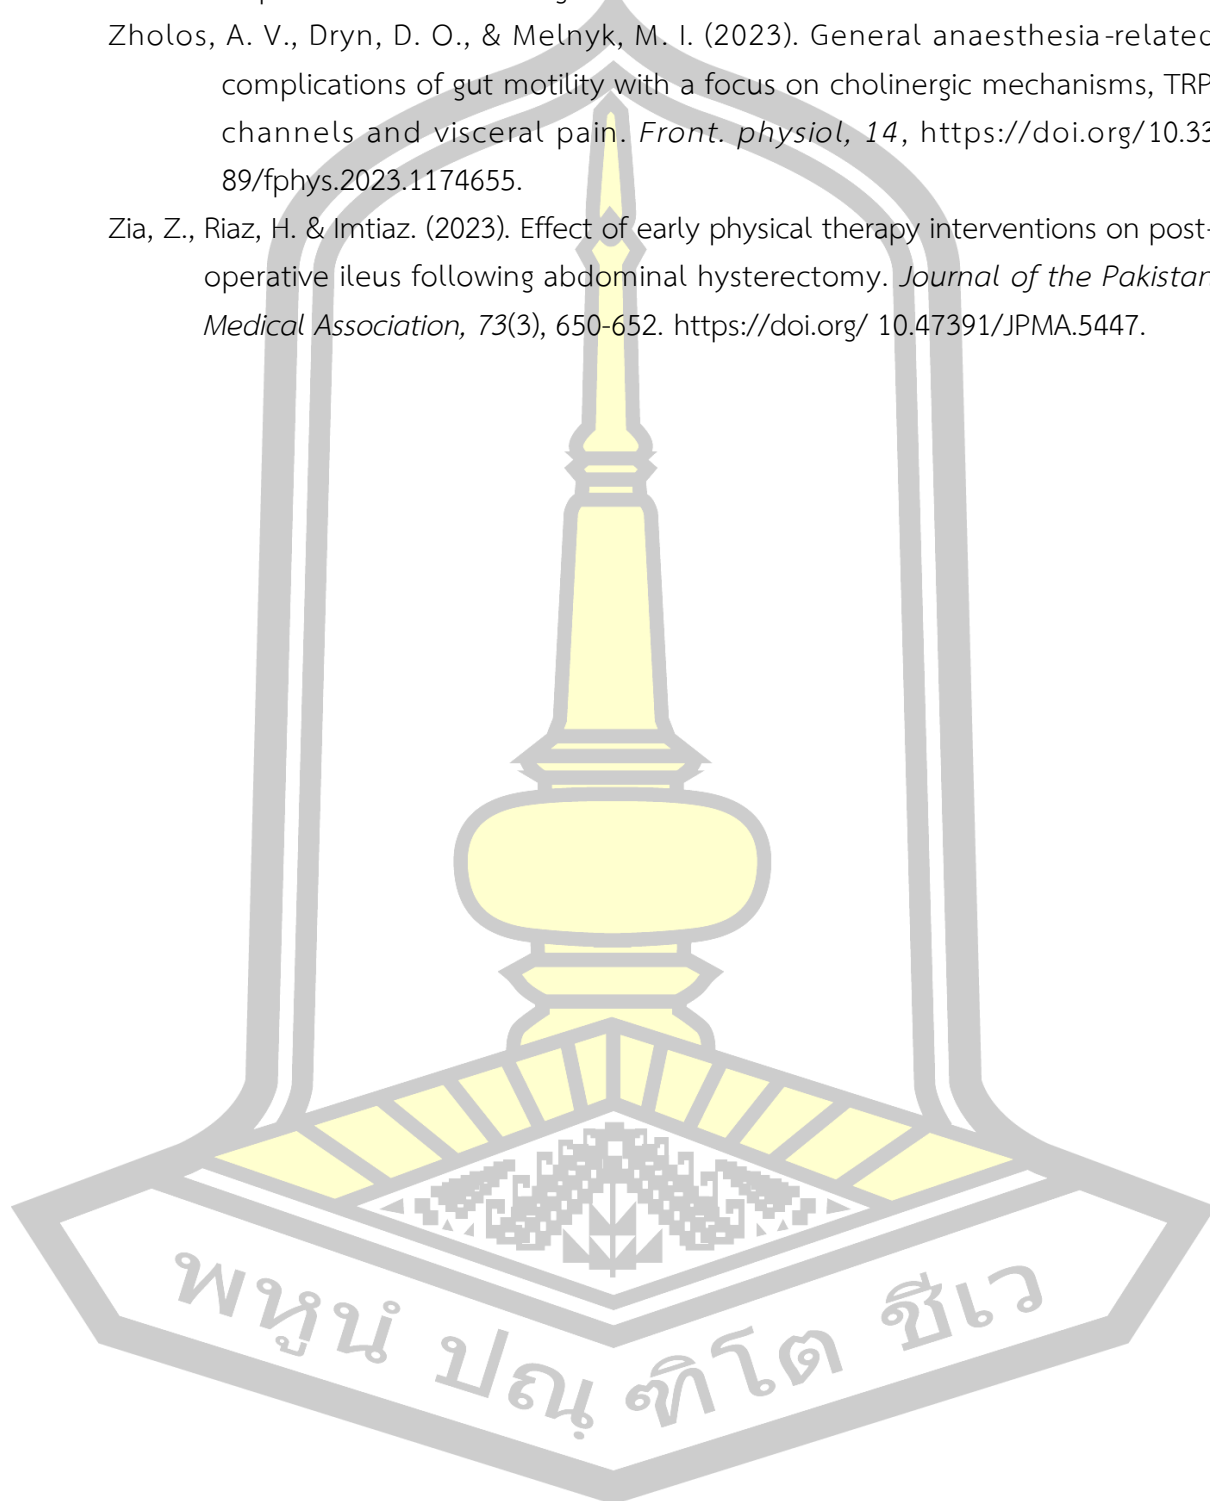 Zholos, A. V., Dryn, D. O., & Melnyk, M. I. (2023). General anaesthesia-related
complications of gut motility with a focus on cholinergic mechanisms, TRP
channels and visceral pain. Front. physiol, 14, https://doi.org/10.33
89/fphys.2023.1174655.
Zia, Z., Riaz, H. & Imtiaz. (2023). Effect of early physical therapy interventions on post-
operative ileus following abdominal hysterectomy. Journal of the Pakistan
Medical Association, 73(3), 650-652. https://doi.org/ 10.47391/JPMA.5447.
พหูนํ ปณฺฑิโต ชีเว